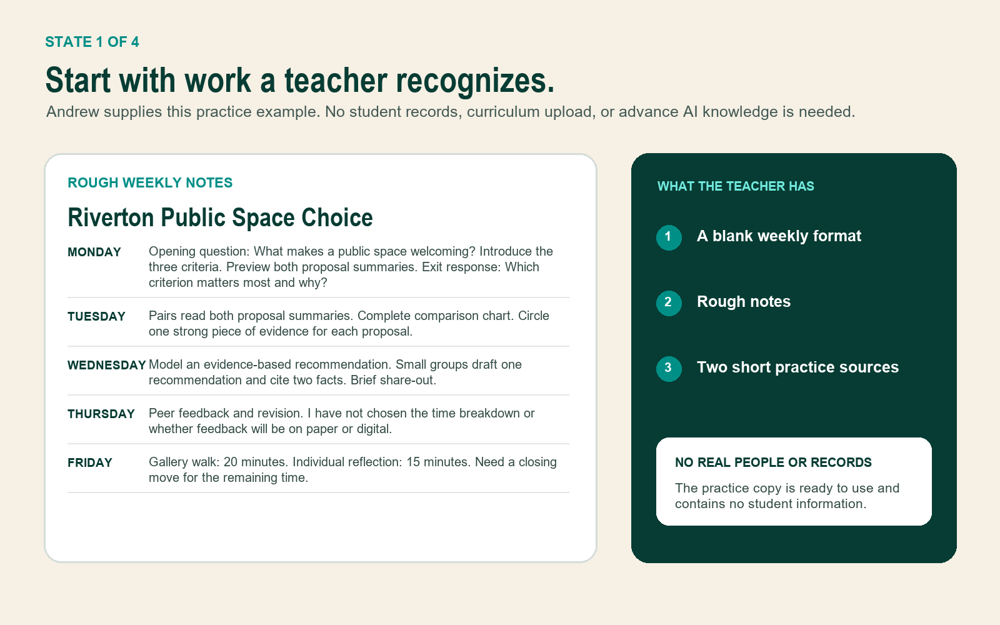 STATE 1 OF 4
Start with work a teacher recognizes.
Andrew supplies this practice example. No student records, curriculum upload, or advance AI knowledge is needed.
ROUGH WEEKLY NOTES
Riverton Public Space Choice
MONDAY
Opening question: What makes a public space welcoming? Introduce the
three criteria. Preview both proposal summaries. Exit response: Which
criterion matters most and why?
TUESDAY
Pairs read both proposal summaries. Complete comparison chart. Circle
one strong piece of evidence for each proposal.
WEDNESDAY
Model an evidence-based recommendation. Small groups draft one
recommendation and cite two facts. Brief share-out.
THURSDAY
Peer feedback and revision. I have not chosen the time breakdown or
whether feedback will be on paper or digital.
FRIDAY
Gallery walk: 20 minutes. Individual reflection: 15 minutes. Need a closing
move for the remaining time.
WHAT THE TEACHER HAS
1 A blank weekly format
2 Rough notes
3 Two short practice sources
NO REAL PEOPLE OR RECORDS
The practice copy is ready to use and
contains no student information.